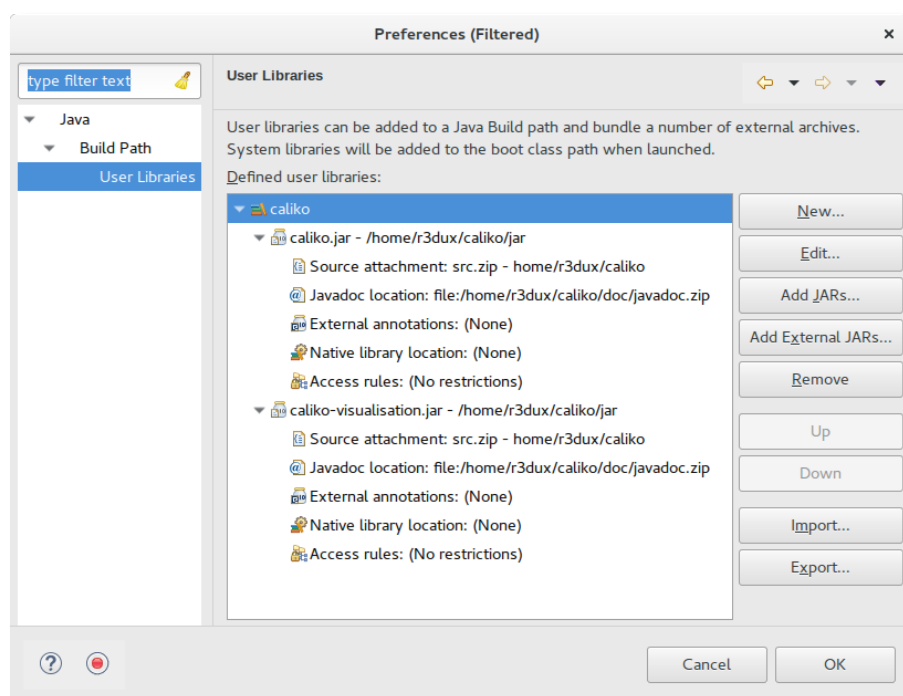 Preferences (Filtered)
type filter text
Java
Build Path
User Libraries
User Libraries
User libraries can be added to a Java Build path and bundle a number of external archives.
System libraries will be added to the boot class path when launched.
Defined user libraries:
caliko
caliko.jar - /home/r3dux/caliko/jar
Source attachment: src.zip - home/r3dux/caliko
Javadoc location: file:/home/r3dux/caliko/doc/javadoc.zip
External annotations: (None)
Native library location: (None)
Access rules: (No restrictions)
caliko-visualisation.jar - /home/r3dux/caliko/jar
Source attachment: src.zip - home/r3dux/caliko
Javadoc location: file:/home/r3dux/caliko/doc/javadoc.zip
External annotations: (None)
Native library location: (None)
Access rules: (No restrictions)
New...
Edit...
Add JARs...
Add External JARs...
Remove
Up
Down
Import...
Export...
Cancel
OK